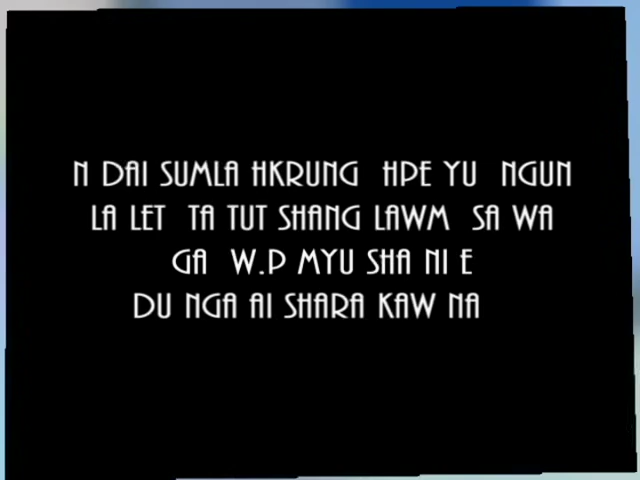 N DAI SUMLA HKRUNG HPE YU NGUN
LA LET TA TUT SHANG LAWM SA WA
GA W.P MYU SHA NI E
DU NGA AI SHARA KAW NA